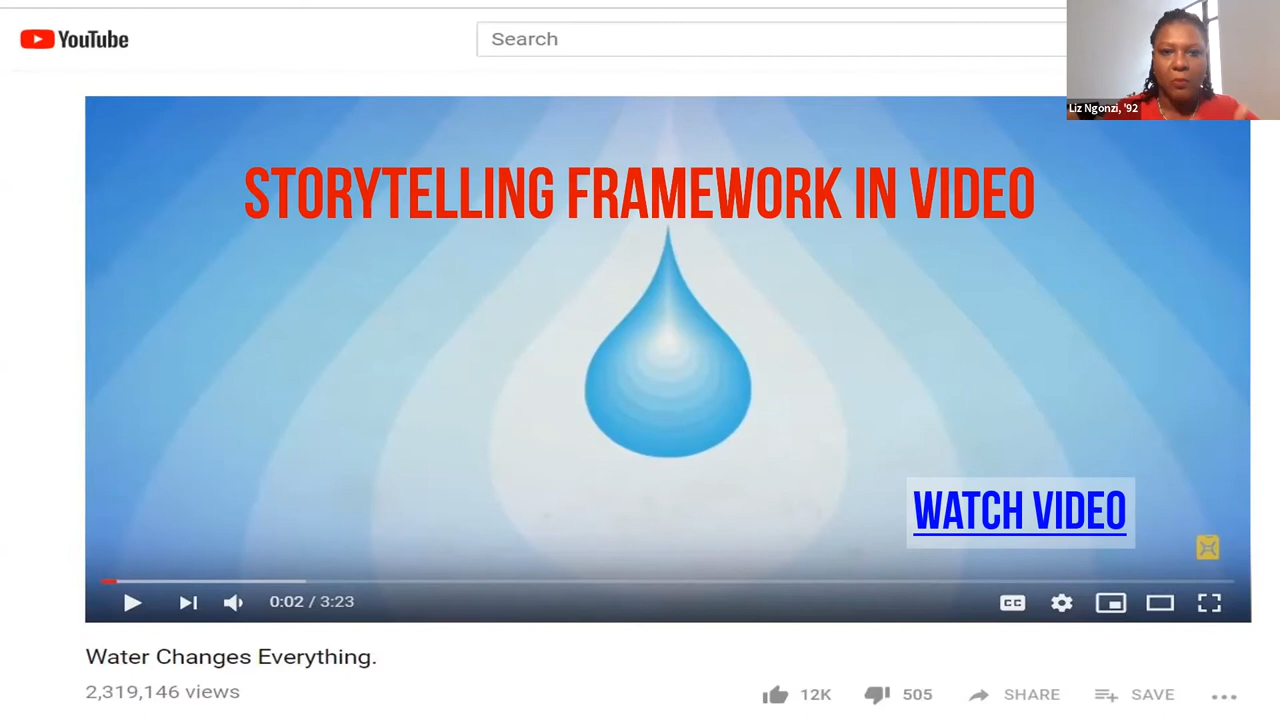 YouTube
Search
Liz Ngonzi, '92
STORYTELLING FRAMEWORK IN VIDEO
WATCH VIDEO
0:02 / 3:23
CC
Water Changes Everything.
2,319,146 views
12K
505
SHARE
SAVE